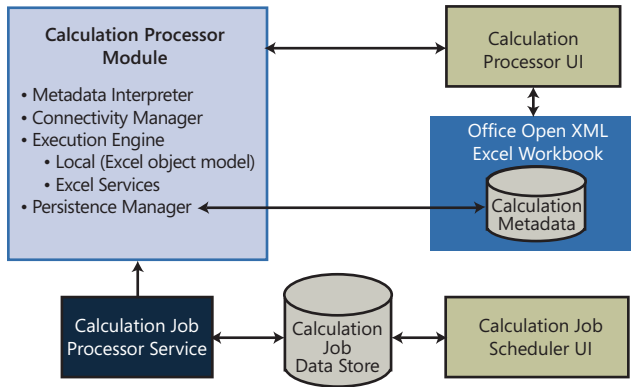 Calculation Processor
Module
• Metadata Interpreter
• Connectivity Manager
• Execution Engine
• Local (Excel object model)
• Excel Services
• Persistence Manager
Calculation
Processor UI
Office Open XML
Excel Workbook
Calculation
Metadata
Calculation Job
Processor Service
Calculation
Job
Data Store
Calculation Job
Scheduler UI